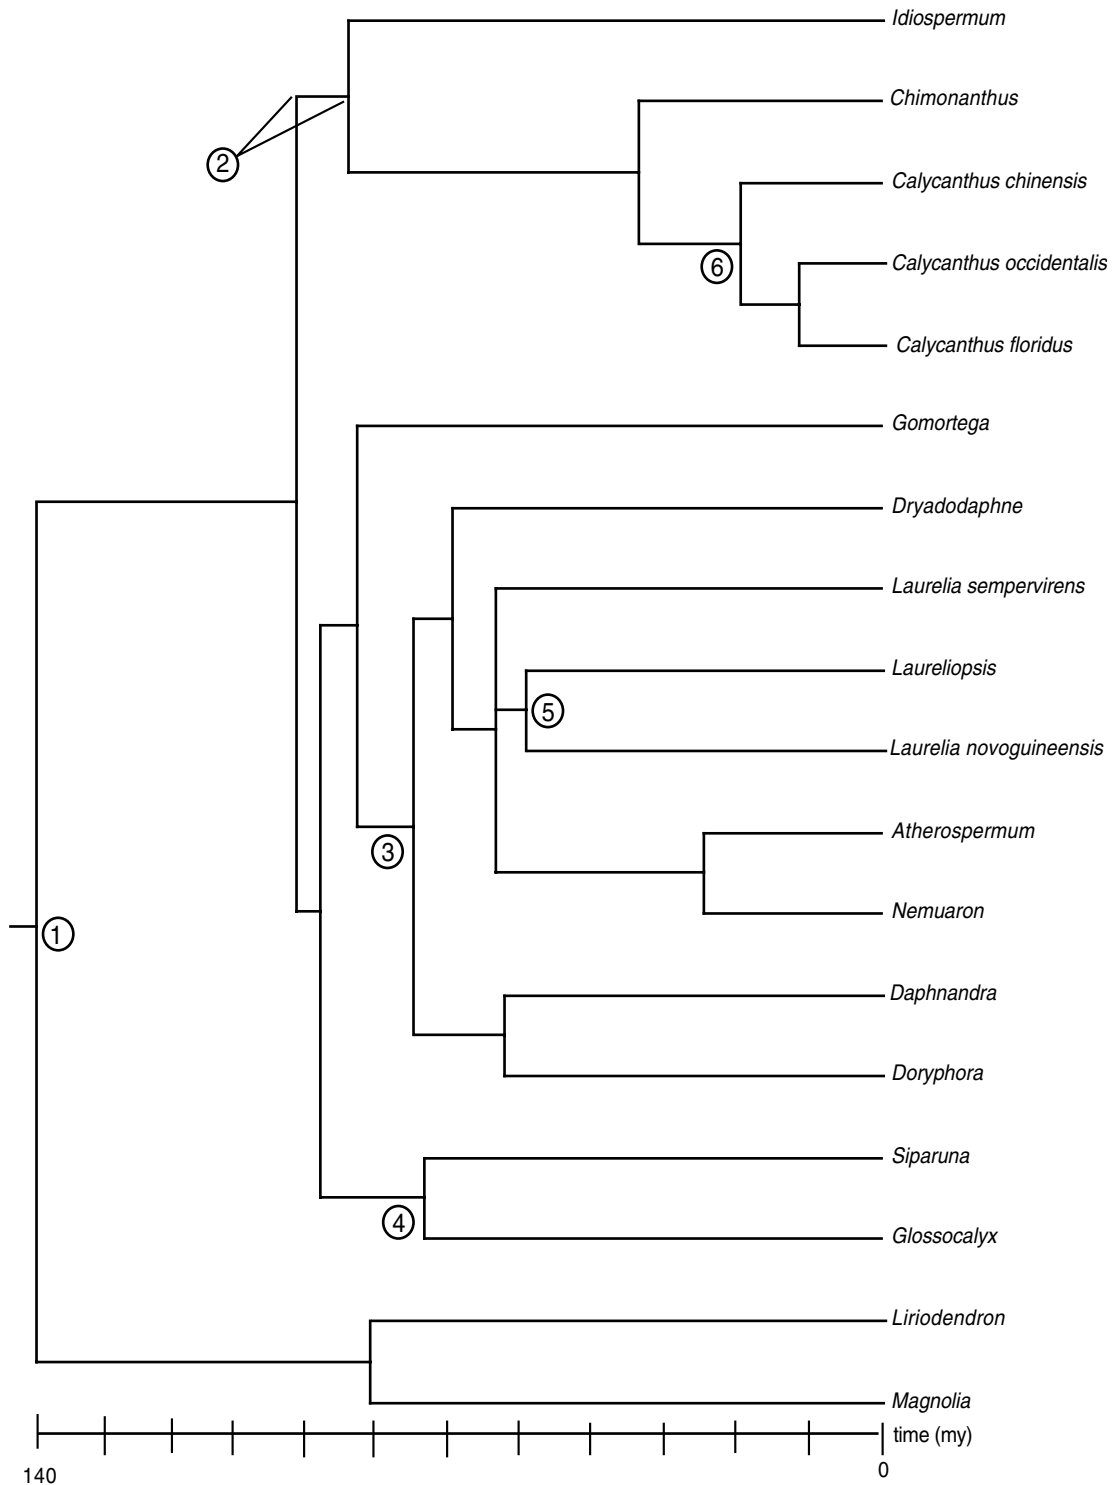 Idiospermum
Chimonanthus
2
Calycanthus chinensis
6
Calycanthus occidentalis
Calycanthus floridus
Gomortega
Dryadodaphne
Laurelia sempervirens
Laureliopsis
5
Laurelia novoguineensis
Atherospermum
3
Nemuaron
1
Daphnandra
Doryphora
Siparuna
4
Glossocalyx
Liriodendron
Magnolia
time (my)
140
0